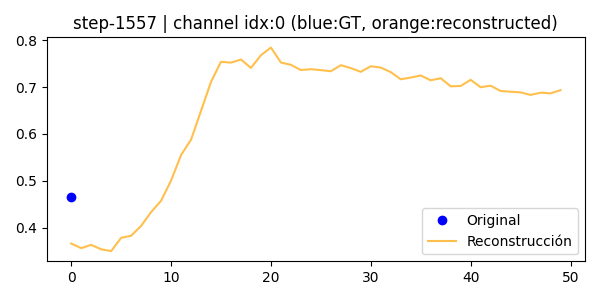 step-1557 | channel idx:0 (blue:GT, orange:reconstructed)
0.8
0.7
0.6
0.5
0.4
Original
Reconstrucción
0 10 20 30 40 50